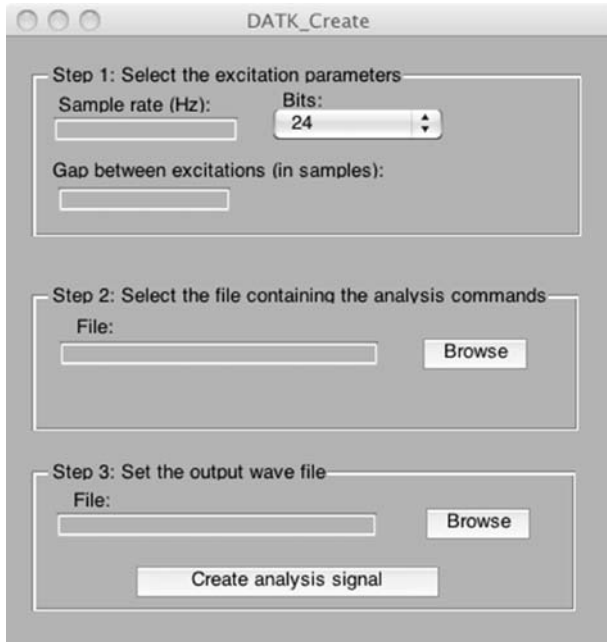 DATK_Create
Step 1: Select the excitation parameters
Sample rate (Hz):
Bits:
24
Gap between excitations (in samples):
Step 2: Select the file containing the analysis commands
File:
Browse
Step 3: Set the output wave file
File:
Browse
Create analysis signal